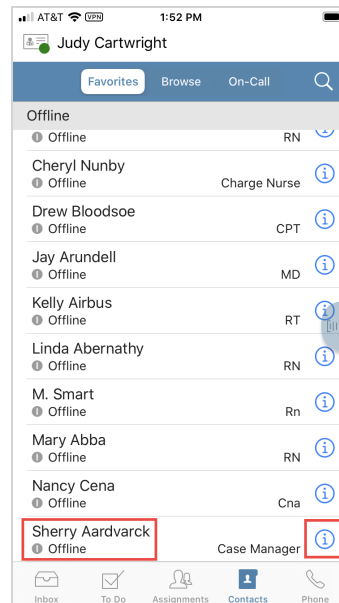 AT&T VPN 1:52 PM
Judy Cartwright
Favorites Browse On-Call
Offline
Offline RN
Cheryl Nunby
Offline Charge Nurse
Drew Bloodsoe
Offline CPT
Jay Arundell
Offline MD
Kelly Airbus
Offline RT
Linda Abernathy
Offline RN
M. Smart
Offline Rn
Mary Abba
Offline RN
Nancy Cena
Offline Cna
Sherry Aardvarck
Offline Case Manager
Inbox To Do Assignments Contacts Phone